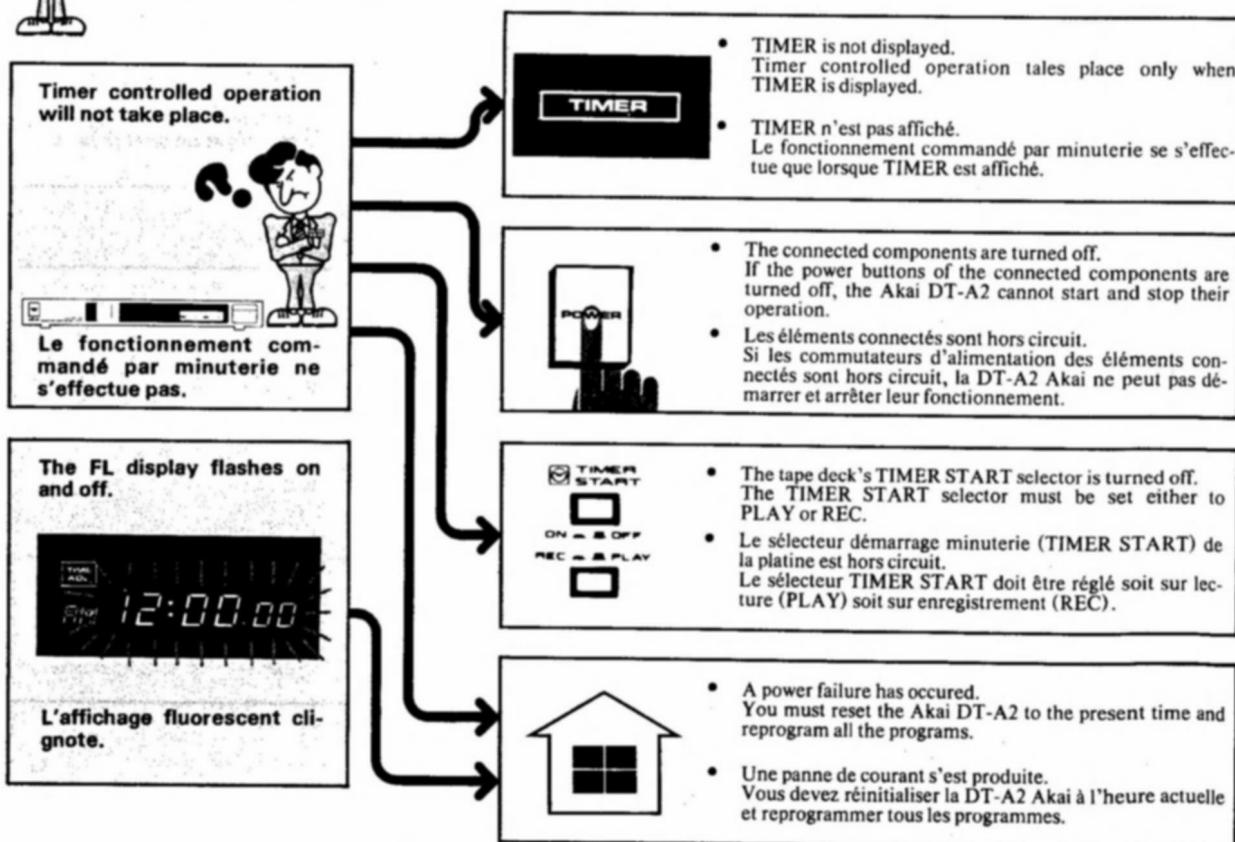 Timer controlled operation
will not take place.
Le fonctionnement com-
mandé par minuterie ne
s'effectue pas.
TIMER
• TIMER is not displayed.
Timer controlled operation tales place only when
TIMER is displayed.
• TIMER n'est pas affiché.
Le fonctionnement commandé par minuterie se s'effec-
tue que lorsque TIMER est affiché.
POWER
• The connected components are turned off.
If the power buttons of the connected components are
turned off, the Akai DT-A2 cannot start and stop their
operation.
• Les éléments connectés sont hors circuit.
Si les commutateurs d'alimentation des éléments con-
nectés sont hors circuit, la DT-A2 Akai ne peut pas dé-
marrer et arrêter leur fonctionnement.
The FL display flashes on
and off.
12:00.00
L'affichage fluorescent cli-
gnote.
TIMER
START
ON OFF
REC PLAY
• The tape deck's TIMER START selector is turned off.
The TIMER START selector must be set either to
PLAY or REC.
• Le sélecteur démarrage minuterie (TIMER START) de
la platine est hors circuit.
Le sélecteur TIMER START doit être réglé soit sur lec-
ture (PLAY) soit sur enregistrement (REC).
• A power failure has occured.
You must reset the Akai DT-A2 to the present time and
reprogram all the programs.
• Une panne de courant s'est produite.
Vous devez réinitialiser la DT-A2 Akai à l'heure actuelle
et reprogrammer tous les programmes.